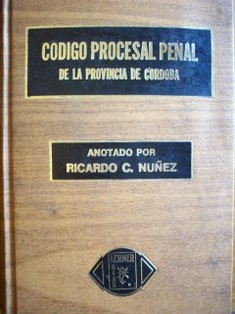 CODIGO PROCESAL PENAL
DE LA PROVINCIA DE CORDOBA
ANOTADO POR
RICARDO C. NUÑEZ
LERNER